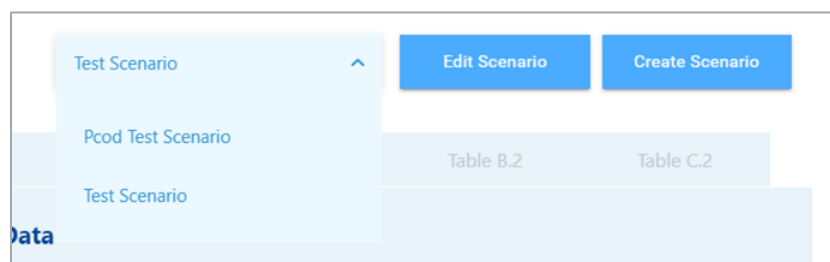 Test Scenario
Edit Scenario
Create Scenario
Pcod Test Scenario
Table B.2
Table C.2
Test Scenario
Data